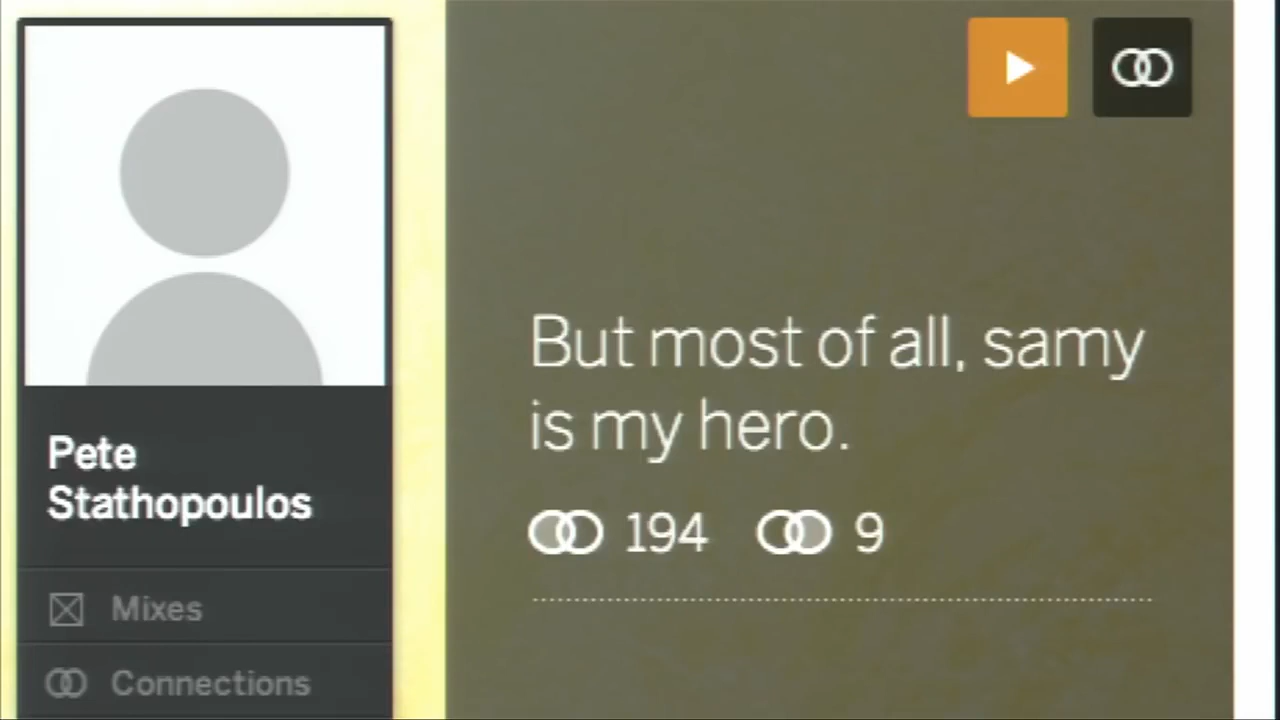 Pete
Stathopoulos
Mixes
Connections
But most of all, samy
is my hero.
194 9